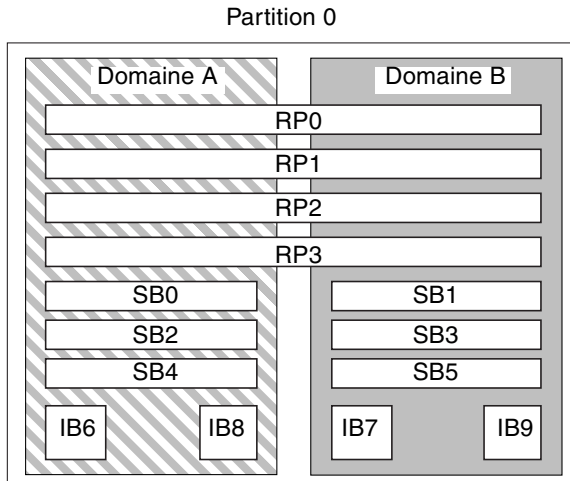 Partition 0
Domaine A Domaine B
RP0
RP1
RP2
RP3
SB0 SB1
SB2 SB3
SB4 SB5
IB6 IB8 IB7 IB9